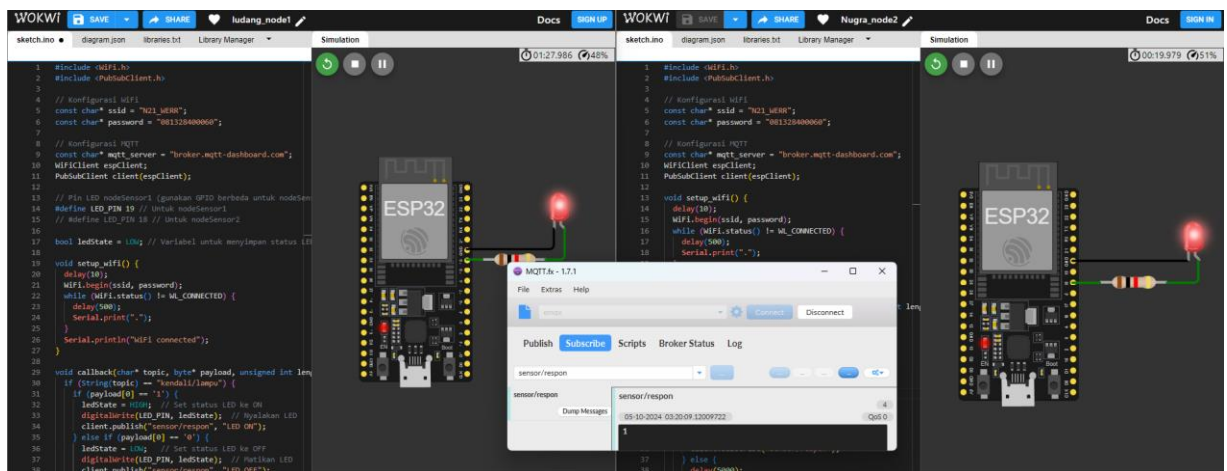 WOKWI SAVE SHARE ludang_node1 Docs SIGN UP
sketch.ino ● diagram.json libraries.txt Library Manager
Simulation
01:27.986 48%
1 #include <WiFi.h>
2 #include <PubSubClient.h>
3
4 // Konfigurasi WiFi
5 const char* ssid = "N21_WERR";
6 const char* password = "081328400060";
7
8 // Konfigurasi MQTT
9 const char* mqtt_server = "broker.mqtt-dashboard.com";
10 WiFiClient espClient;
11 PubSubClient client(espClient);
12
13 // Pin LED nodeSensor1 (gunakan GPIO berbeda untuk nodeSen
14 #define LED_PIN 19 // Untuk nodeSensor1
15 // #define LED_PIN 18 // Untuk nodeSensor2
16
17 bool ledState = LOW; // Variabel untuk menyimpan status LE
18
19 void setup_wifi() {
20 delay(10);
21 WiFi.begin(ssid, password);
22 while (WiFi.status() != WL_CONNECTED) {
23 delay(500);
24 Serial.print(".");
25 }
26 Serial.println("WiFi connected");
27 }
28
29 void callback(char* topic, byte* payload, unsigned int len
30 if (String(topic) == "kendali/lampu") {
31 if (payload[0] == '1') {
32 ledState = HIGH; // Set status LED ke ON
33 digitalWrite(LED_PIN, ledState); // Nyalakan LED
34 client.publish("sensor/respon", "LED ON");
35 } else if (payload[0] == '0') {
36 ledState = LOW; // Set status LED ke OFF
37 digitalWrite(LED_PIN, ledState); // Matikan LED
38 client.publish("sensor/respon", "LED OFF");
ESP32
EN
Boot
WOKWI SAVE SHARE Nugra_node2 Docs SIGN IN
sketch.ino diagram.json libraries.txt Library Manager
Simulation
00:19.979 51%
1 #include <WiFi.h>
2 #include <PubSubClient.h>
3
4 // Konfigurasi WiFi
5 const char* ssid = "N21_WERR";
6 const char* password = "081328400060";
7
8 // Konfigurasi MQTT
9 const char* mqtt_server = "broker.mqtt-dashboard.com";
10 WiFiClient espClient;
11 PubSubClient client(espClient);
12
13 void setup_wifi() {
14 delay(10);
15 WiFi.begin(ssid, password);
16 while (WiFi.status() != WL_CONNECTED) {
17 delay(500);
18 Serial.print(".");
len
37 } else {
38 delay(5000);
ESP32
EN
Boot
MQTT.fx - 1.7.1
File Extras Help
Connect Disconnect
Publish Subscribe Scripts Broker Status Log
sensor/respon
sensor/respon
Dump Messages
sensor/respon
4
05-10-2024 03:20:09.12009722 QoS 0
1